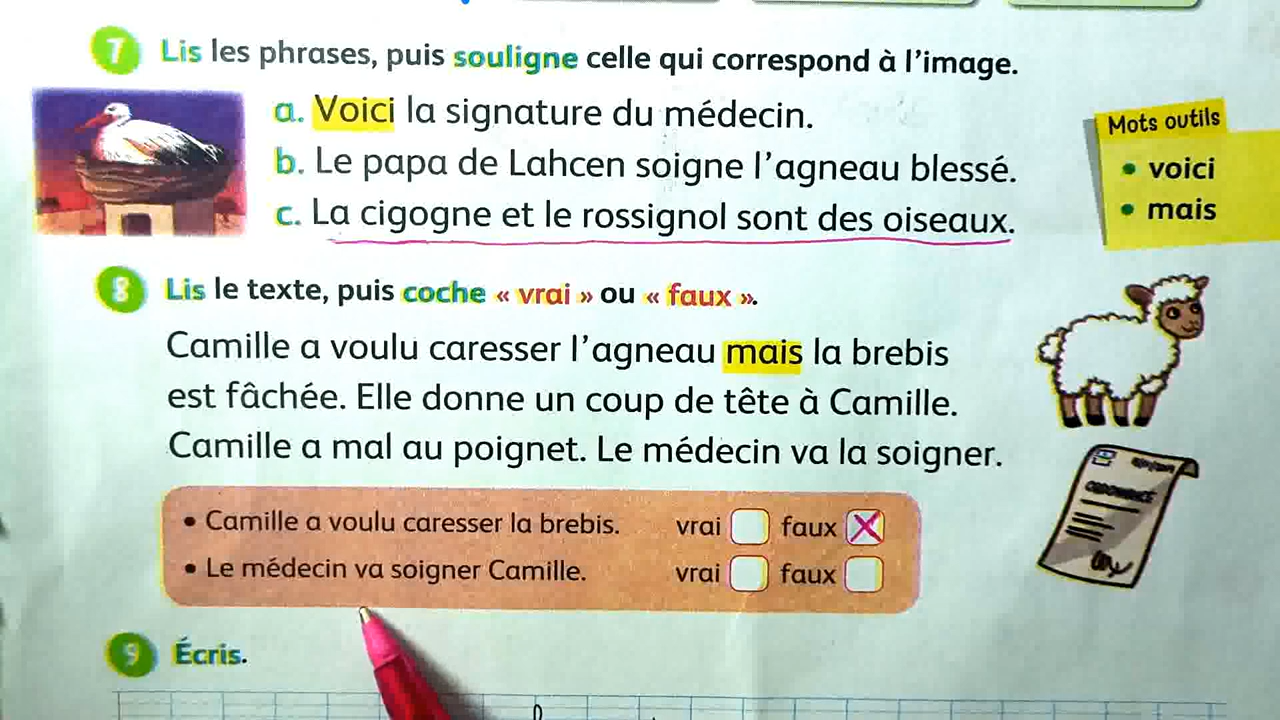 7 Lis les phrases, puis souligne celle qui correspond à l'image.
a. Voici la signature du médecin.
b. Le papa de Lahcen soigne l'agneau blessé.
c. La cigogne et le rossignol sont des oiseaux.
Mots outils
• voici
• mais
8 Lis le texte, puis coche « vrai » ou « faux ».
Camille a voulu caresser l'agneau mais la brebis
est fâchée. Elle donne un coup de tête à Camille.
Camille a mal au poignet. Le médecin va la soigner.
ORDONNANCE
• Camille a voulu caresser la brebis. vrai faux
• Le médecin va soigner Camille. vrai faux
9 Écris.